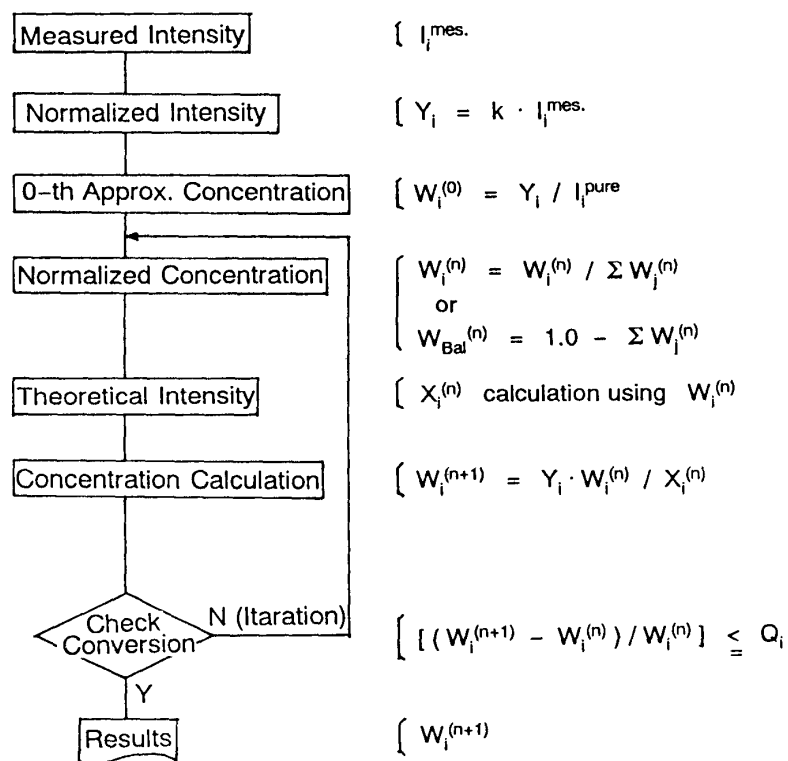 Measured Intensity { I_i^mes.
Normalized Intensity { Y_i = k · I_i^mes.
0-th Approx. Concentration { W_i^(0) = Y_i / I_i^pure
Normalized Concentration { W_i^(n) = W_i^(n) / Σ W_j^(n)
or
W_Bal^(n) = 1.0 - Σ W_j^(n)
Theoretical Intensity { X_i^(n) calculation using W_i^(n)
Concentration Calculation { W_i^(n+1) = Y_i · W_i^(n) / X_i^(n)
N (Itaration)
Check
Conversion { [ ( W_i^(n+1) - W_i^(n) ) / W_i^(n) ] ≦ Q_i
Y
Results { W_i^(n+1)